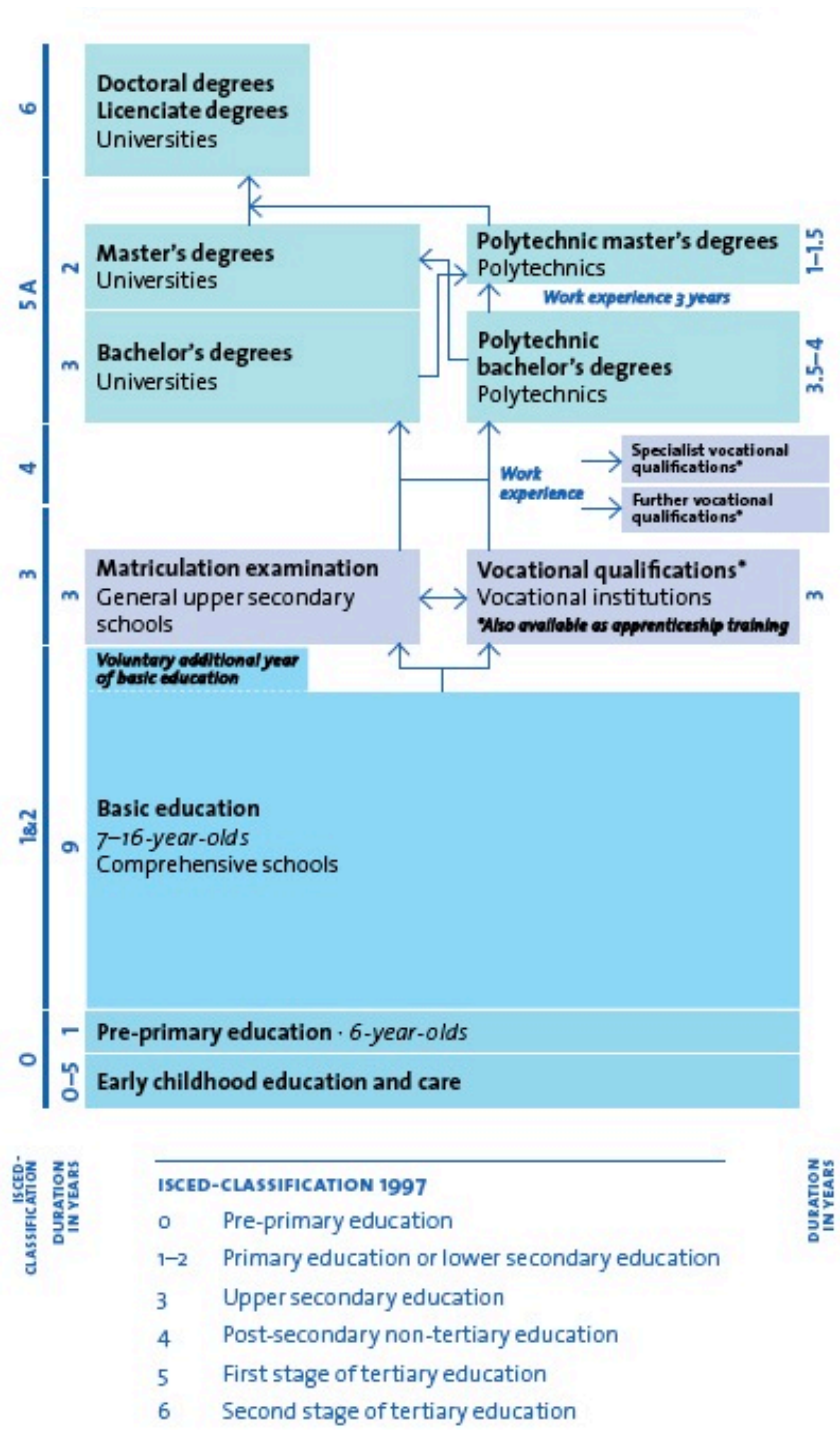 6
Doctoral degrees
Licenciate degrees
Universities
5 A
2
Master's degrees
Universities
Polytechnic master's degrees
Polytechnics
1–1.5
Work experience 3 years
3
Bachelor's degrees
Universities
Polytechnic
bachelor's degrees
Polytechnics
3.5–4
4
Work
experience
Specialist vocational
qualifications*
Further vocational
qualifications*
3
3
Matriculation examination
General upper secondary
schools
Vocational qualifications*
Vocational institutions
*Also available as apprenticeship training
3
Voluntary additional year
of basic education
1&2
9
Basic education
7–16-year-olds
Comprehensive schools
0
1
Pre-primary education · 6-year-olds
0–5
Early childhood education and care
ISCED-
CLASSIFICATION
DURATION
IN YEARS
DURATION
IN YEARS
ISCED-CLASSIFICATION 1997
0 Pre-primary education
1–2 Primary education or lower secondary education
3 Upper secondary education
4 Post-secondary non-tertiary education
5 First stage of tertiary education
6 Second stage of tertiary education